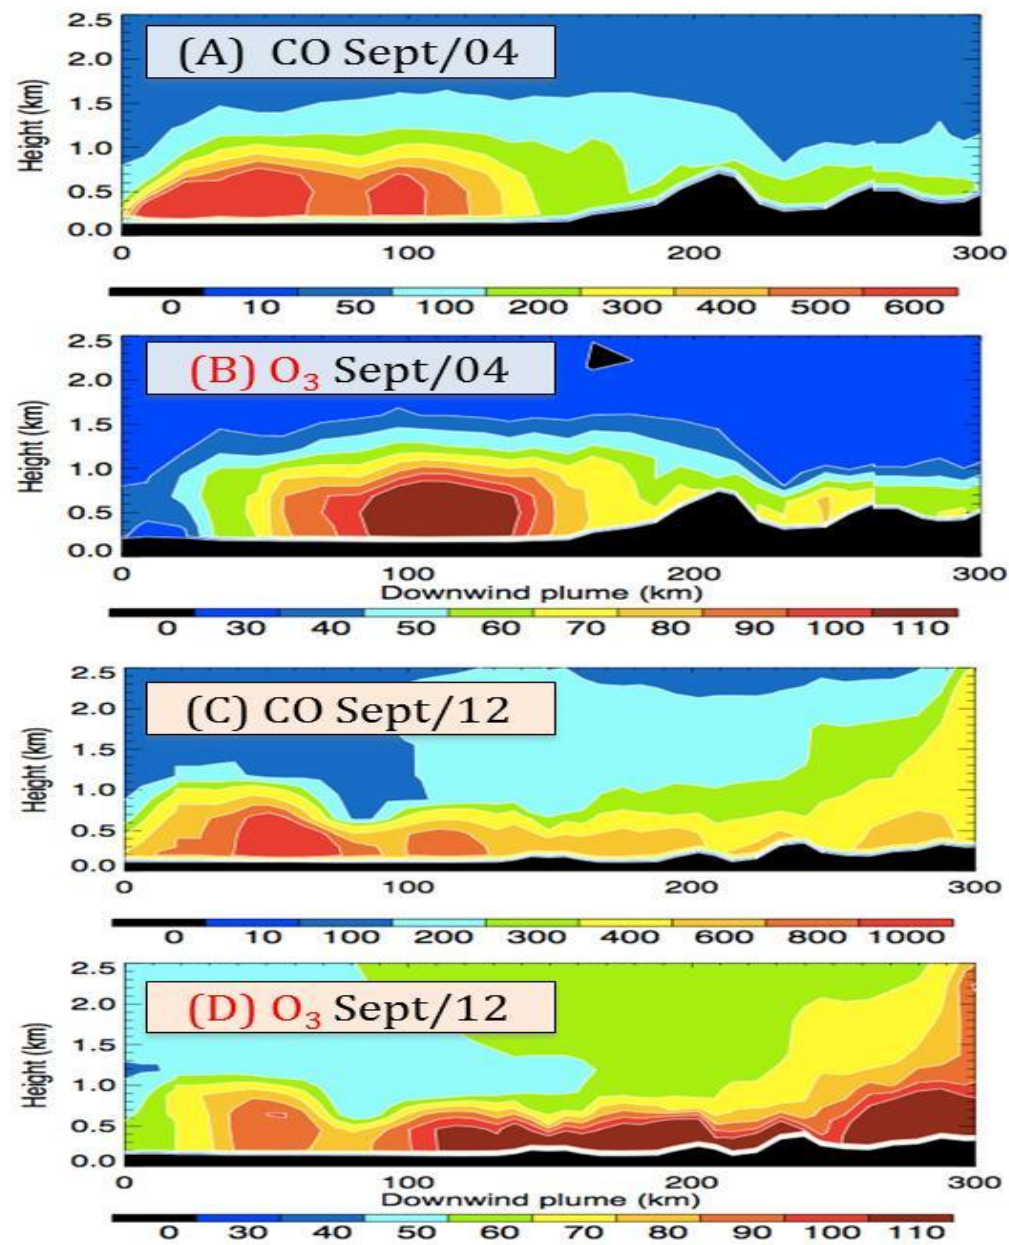 2.5
(A) CO Sept/04
2.0
1.5
1.0
0.5
0.0
Height (km)
0 100 200 300
0 10 50 100 200 300 400 500 600
2.5
(B) O₃ Sept/04
2.0
1.5
1.0
0.5
0.0
Height (km)
0 100 200 300
Downwind plume (km)
0 30 40 50 60 70 80 90 100 110
2.5
(C) CO Sept/12
2.0
1.5
1.0
0.5
0.0
Height (km)
0 100 200 300
0 10 100 200 300 400 600 800 1000
2.5
(D) O₃ Sept/12
2.0
1.5
1.0
0.5
0.0
Height (km)
0 100 200 300
Downwind plume (km)
0 30 40 50 60 70 80 90 100 110